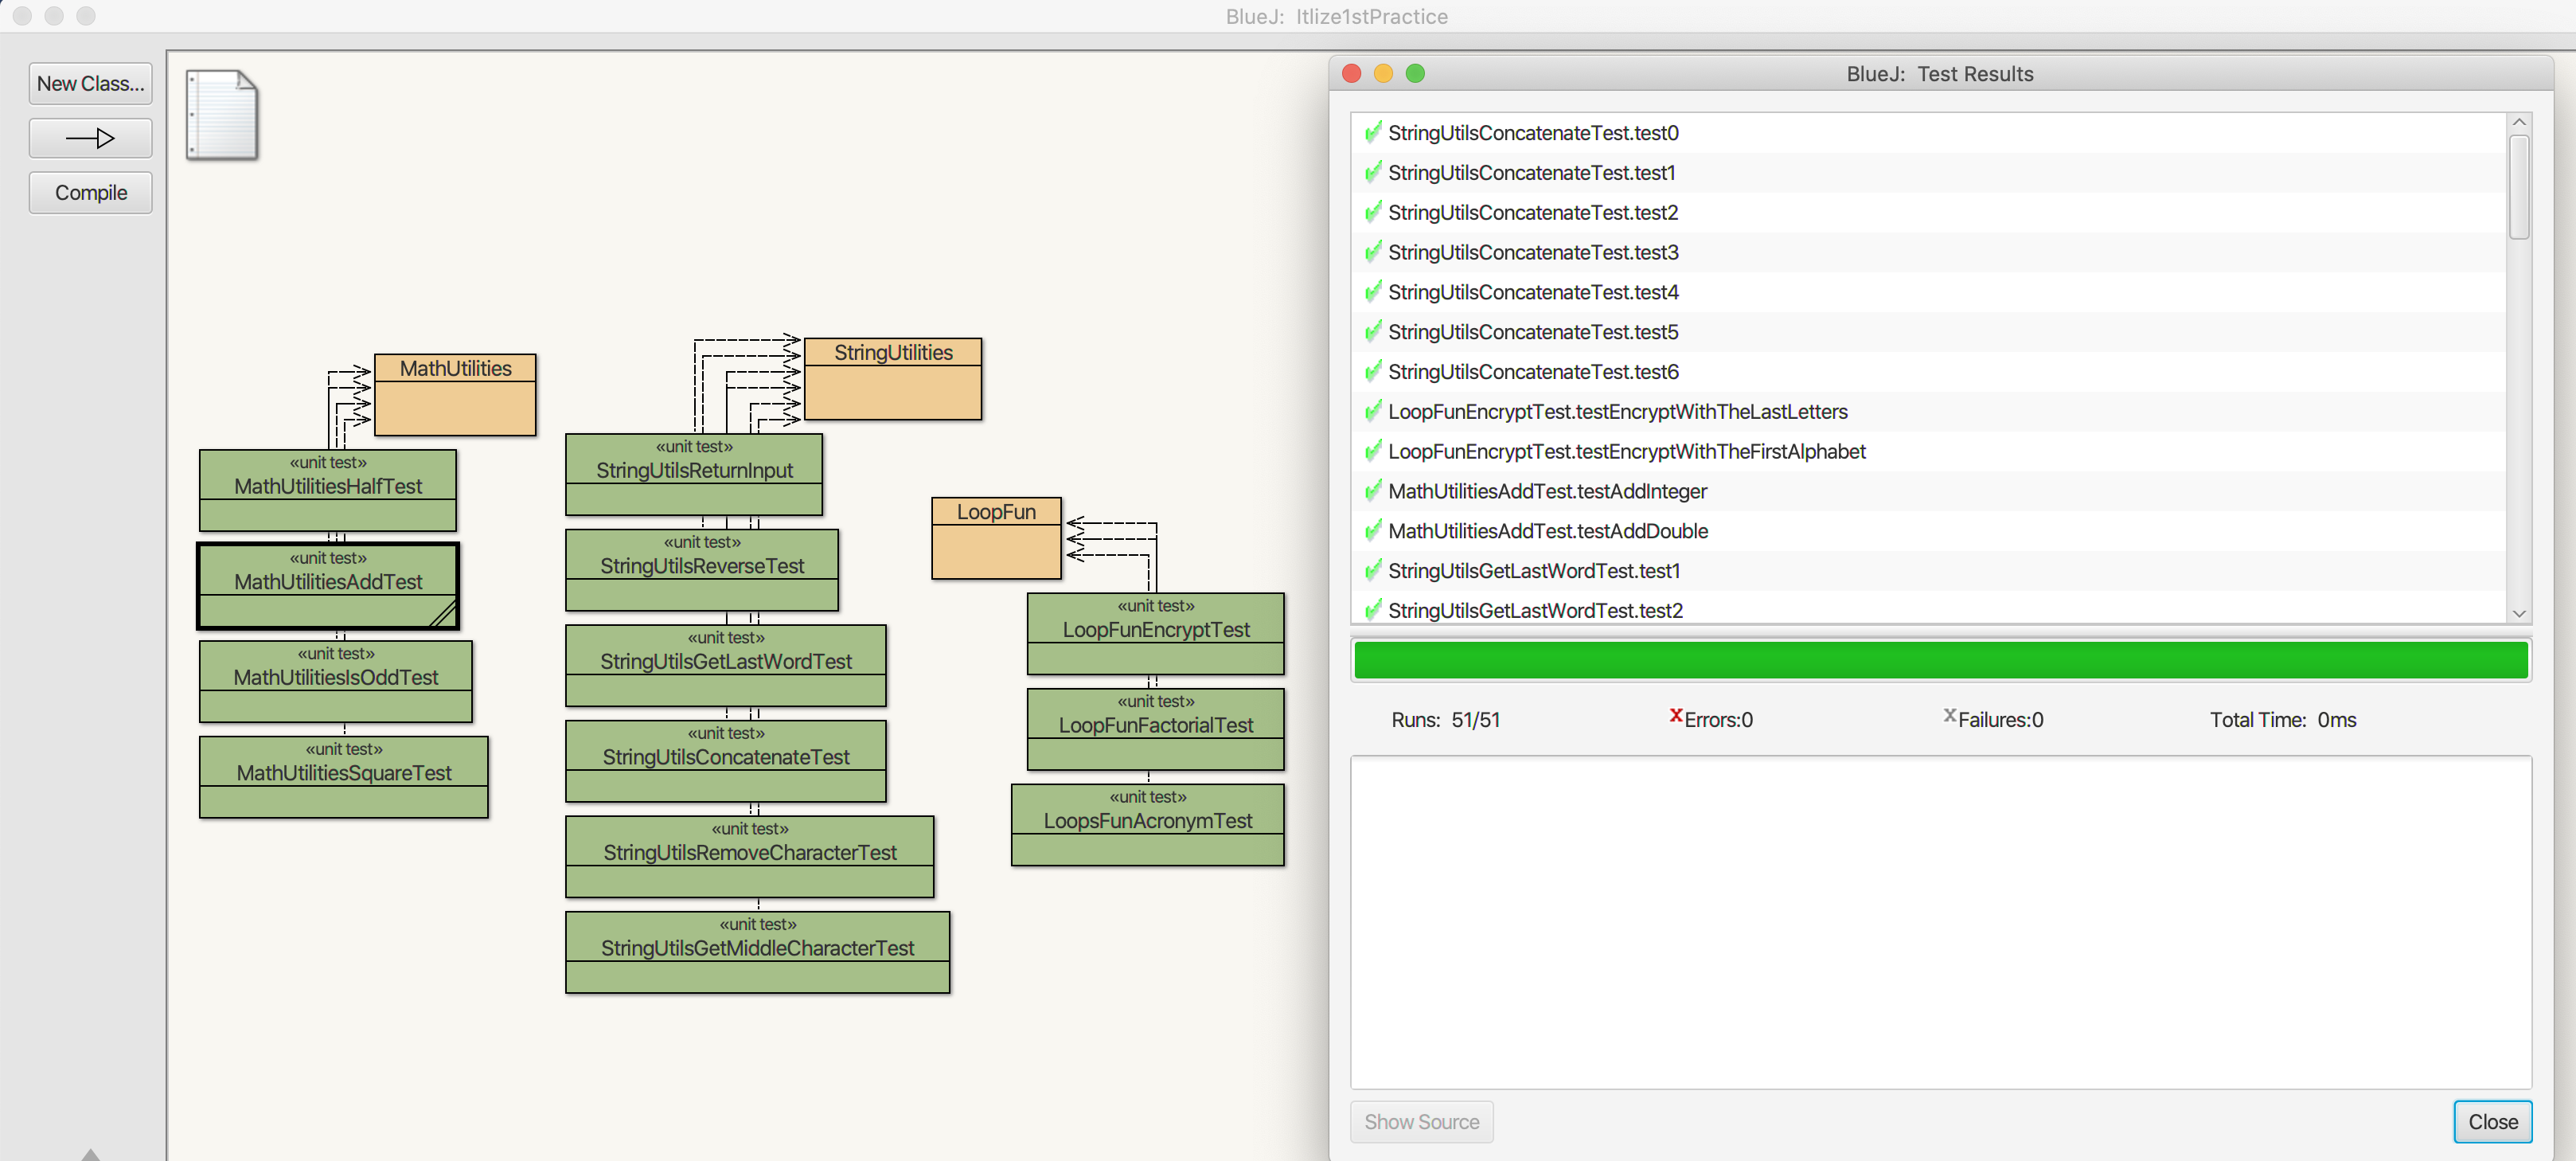 BlueJ: Itlize1stPractice
New Class...
Compile
MathUtilities
«unit test»
MathUtilitiesHalfTest
«unit test»
MathUtilitiesAddTest
«unit test»
MathUtilitiesIsOddTest
«unit test»
MathUtilitiesSquareTest
StringUtilities
«unit test»
StringUtilsReturnInput
«unit test»
StringUtilsReverseTest
«unit test»
StringUtilsGetLastWordTest
«unit test»
StringUtilsConcatenateTest
«unit test»
StringUtilsRemoveCharacterTest
«unit test»
StringUtilsGetMiddleCharacterTest
LoopFun
«unit test»
LoopFunEncryptTest
«unit test»
LoopFunFactorialTest
«unit test»
LoopsFunAcronymTest
BlueJ: Test Results
StringUtilsConcatenateTest.test0
StringUtilsConcatenateTest.test1
StringUtilsConcatenateTest.test2
StringUtilsConcatenateTest.test3
StringUtilsConcatenateTest.test4
StringUtilsConcatenateTest.test5
StringUtilsConcatenateTest.test6
LoopFunEncryptTest.testEncryptWithTheLastLetters
LoopFunEncryptTest.testEncryptWithTheFirstAlphabet
MathUtilitiesAddTest.testAddInteger
MathUtilitiesAddTest.testAddDouble
StringUtilsGetLastWordTest.test1
StringUtilsGetLastWordTest.test2
Runs: 51/51 Errors:0 Failures:0 Total Time: 0ms
Show Source
Close